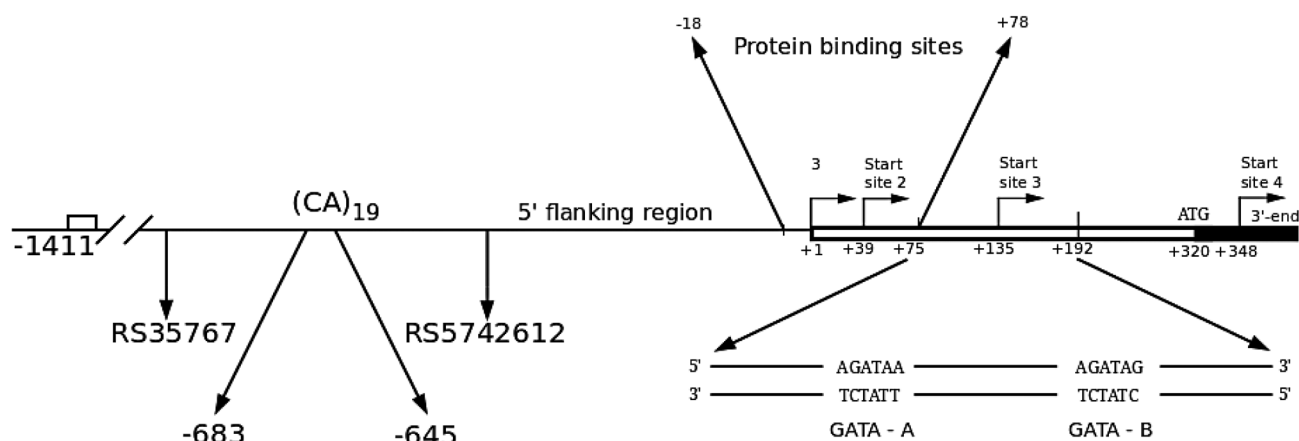 -18
+78
Protein binding sites
3
Start
site 2
Start
site 3
Start
site 4
(CA)19
5' flanking region
ATG
3'-end
-1411
+1
+39
+75
+135
+192
+320
+348
RS35767
RS5742612
5'
AGATAA
AGATAG
3'
3'
TCTATT
TCTATC
5'
-683
-645
GATA - A
GATA - B